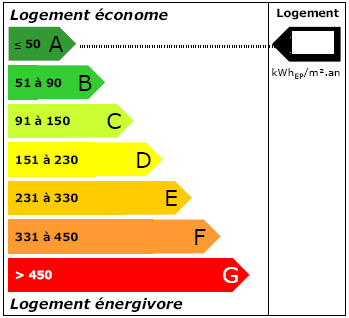 Logement économe
Logement
≤ 50 A
kWhEP/m².an
51 à 90 B
91 à 150 C
151 à 230 D
231 à 330 E
331 à 450 F
> 450 G
Logement énergivore